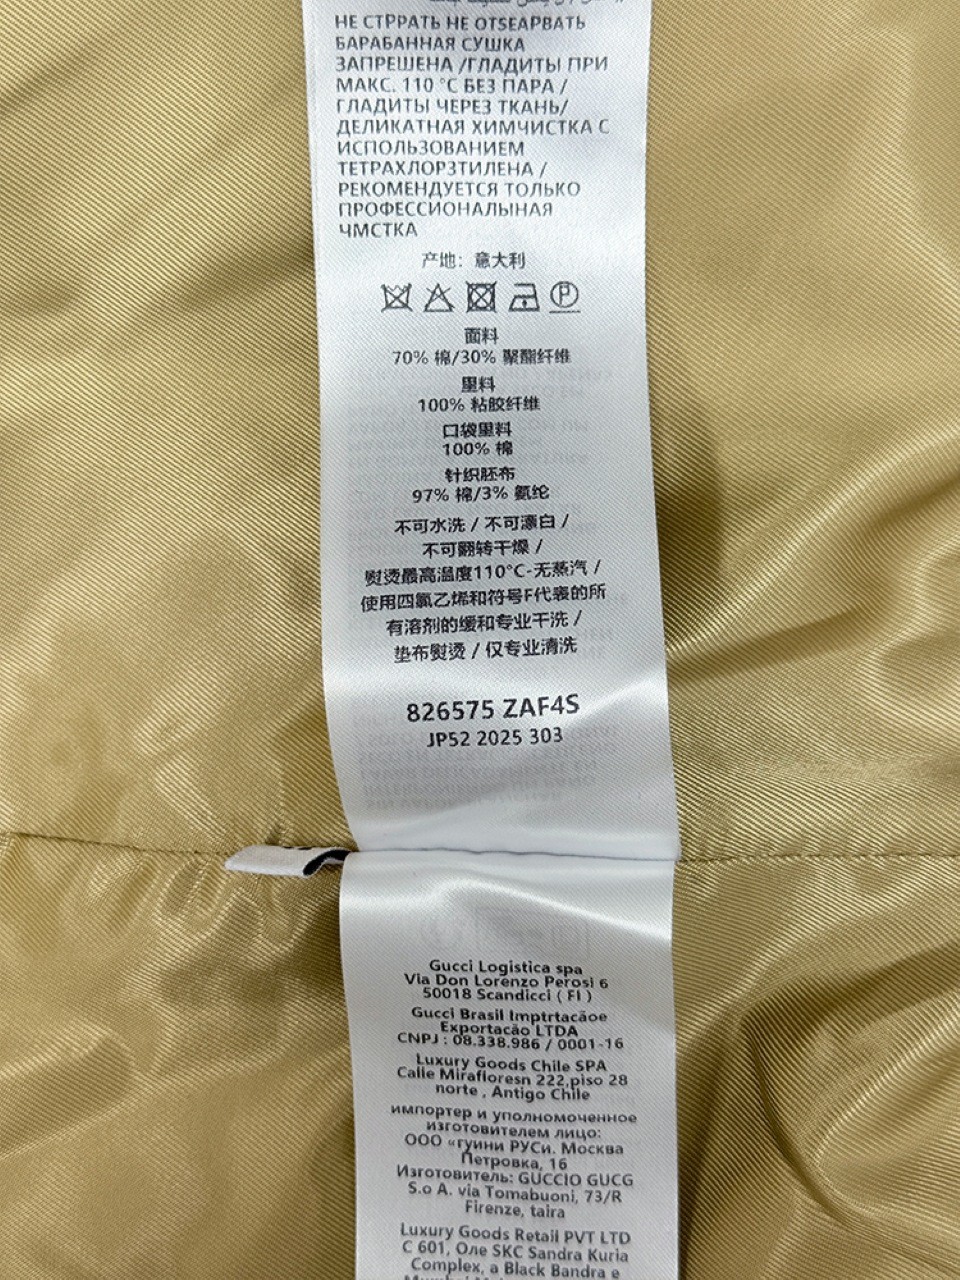 НЕ СТРРАТЬ НЕ OTSEAPBATЬ
БАРАБАННАЯ СУШКА
ЗАПРЕШЕНА /ГЛАДИТЫ ПРИ
МАКС. 110 °C БЕЗ ПАРА /
ГЛАДИТЫ ЧЕРЕЗ ТКАНЬ/
ДЕЛИКАТНАЯ ХИМЧИСТКА С
ИСПОЛЬЗОВАНИЕМ
ТЕТРАХЛОРЗТИЛЕНА /
РЕКОМЕНДУЕТСЯ ТОЛЬКО
ПРОФЕССИОНАЛЫНАЯ
ЧМСТКА
产地：意大利
P
面料
70% 棉/30% 聚酯纤维
里料
100% 粘胶纤维
口袋里料
100% 棉
针织胚布
97% 棉/3% 氨纶
不可水洗 / 不可漂白 /
不可翻转干燥 /
熨烫最高温度110°C-无蒸汽 /
使用四氯乙烯和符号F代表的所
有溶剂的缓和专业干洗 /
垫布熨烫 / 仅专业清洗
826575 ZAF4S
JP52 2025 303
Gucci Logistica spa
Via Don Lorenzo Perosi 6
50018 Scandicci ( FI )
Gucci Brasil Imptrtacãoe
Exportacão LTDA
CNPJ : 08.338.986 / 0001-16
Luxury Goods Chile SPA
Calle Mirafloresn 222,piso 28
norte , Antigo Chile
импортер и уполномоченное
изготовителем лицо:
ООО «гуини РУСи. Москва
Петровка, 16
Изготовитель: GUCCIO GUCG
S.o A. via Tomabuoni, 73/R
Firenze, taira
Luxury Goods Retail PVT LTD
C 601, Оле SKC Sandra Kuria
Complex, a Black Bandra e